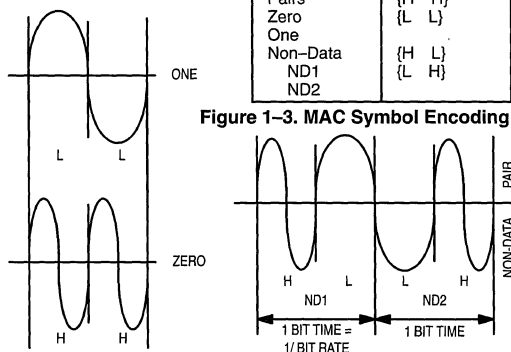 Pairs {H H}
Zero {L L}
One
Non–Data {H L}
ND1 {L H}
ND2
Figure 1–3. MAC Symbol Encoding
ONE
L L
ZERO
H H
PAIR
NON-DATA
H L L H
ND1 ND2
1 BIT TIME = 1 BIT TIME
1/ BIT RATE